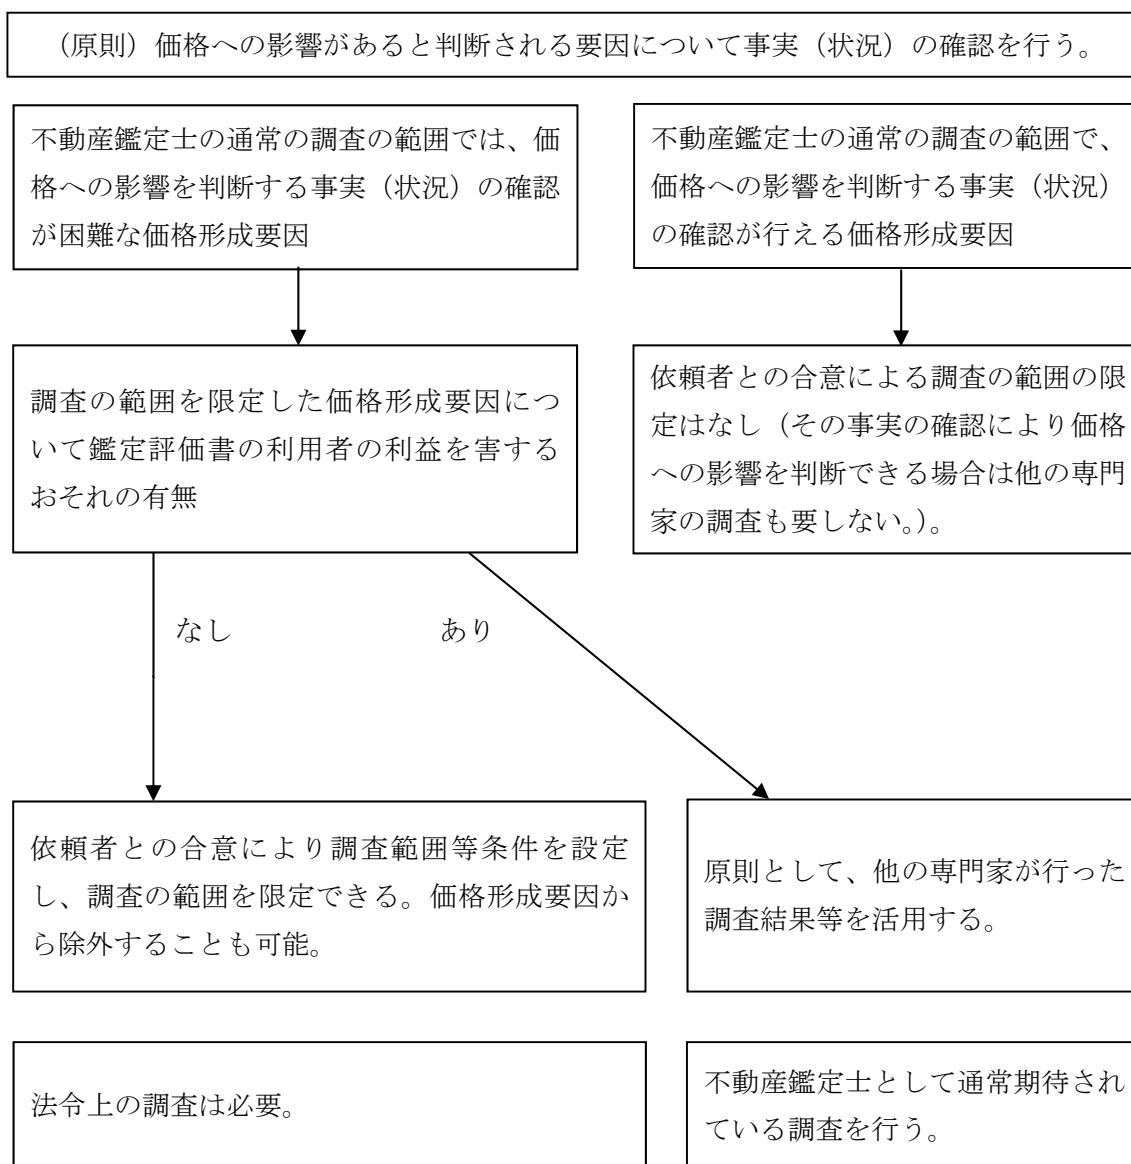 （原則）価格への影響があると判断される要因について事実（状況）の確認を行う。
不動産鑑定士の通常の調査の範囲では、価
格への影響を判断する事実（状況）の確認
が困難な価格形成要因
不動産鑑定士の通常の調査の範囲で、
価格への影響を判断する事実（状況）
の確認が行える価格形成要因
調査の範囲を限定した価格形成要因につ
いて鑑定評価書の利用者の利益を害する
おそれの有無
依頼者との合意による調査の範囲の限
定はなし（その事実の確認により価格
への影響を判断できる場合は他の専門
家の調査も要しない。）。
なし
あり
依頼者との合意により調査範囲等条件を設定
し、調査の範囲を限定できる。価格形成要因か
ら除外することも可能。
原則として、他の専門家が行った
調査結果等を活用する。
法令上の調査は必要。
不動産鑑定士として通常期待され
ている調査を行う。